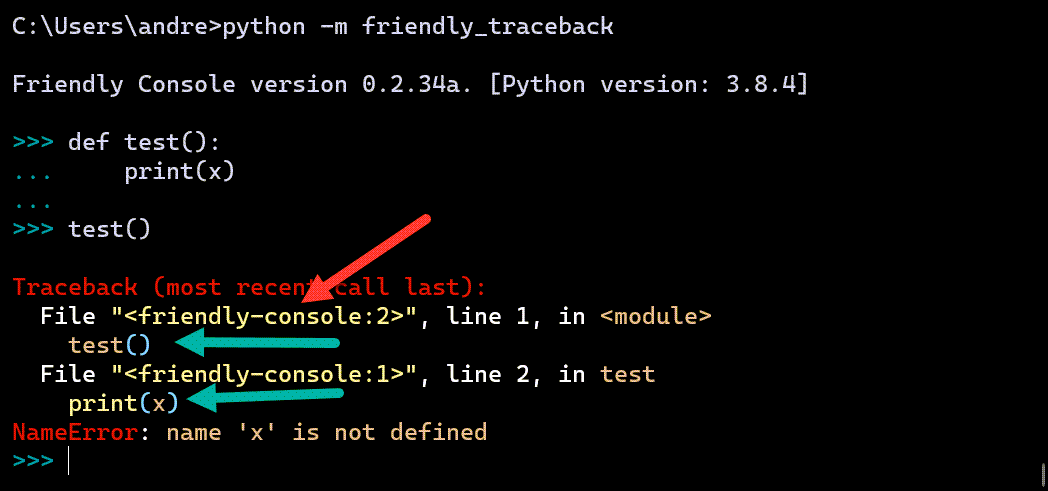 C:\Users\andre>python -m friendly_traceback
Friendly Console version 0.2.34a. [Python version: 3.8.4]
>>> def test():
...     print(x)
...
>>> test()
Traceback (most recent call last):
  File "<friendly-console:2>", line 1, in <module>
    test()
  File "<friendly-console:1>", line 2, in test
    print(x)
NameError: name 'x' is not defined
>>>